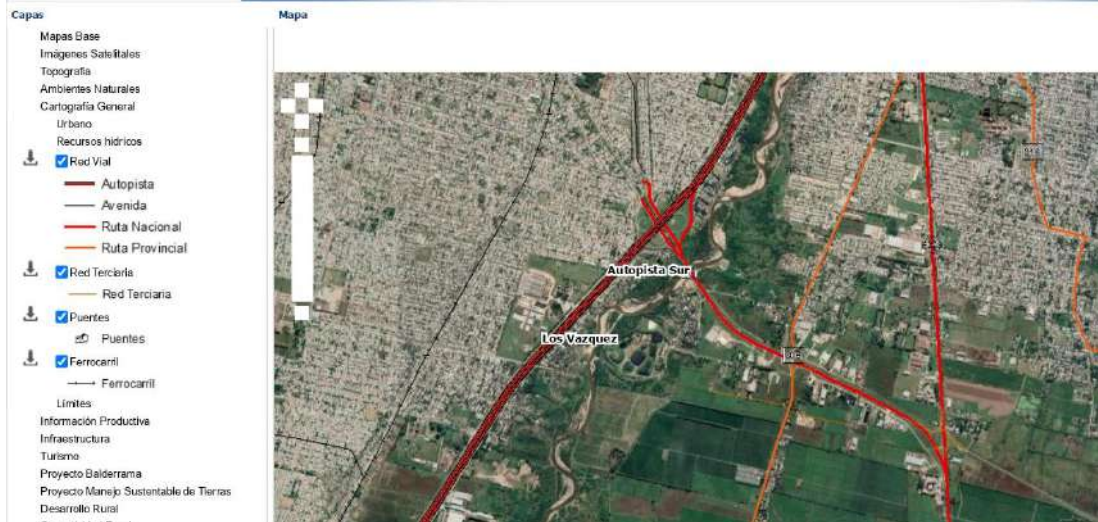 Capas
Mapa
Mapas Base
Imágenes Satelitales
Topografía
Ambientes Naturales
Cartografía General
Urbano
Recursos hídricos
Red Vial
Autopista
Avenida
Ruta Nacional
Ruta Provincial
Red Terciaria
Red Terciaria
Puentes
Puentes
Ferrocarril
Ferrocarril
Límites
Información Productiva
Infraestructura
Turismo
Proyecto Balderrama
Proyecto Manejo Sustentable de Tierras
Desarrollo Rural
Autopista Sur
Los Vazquez